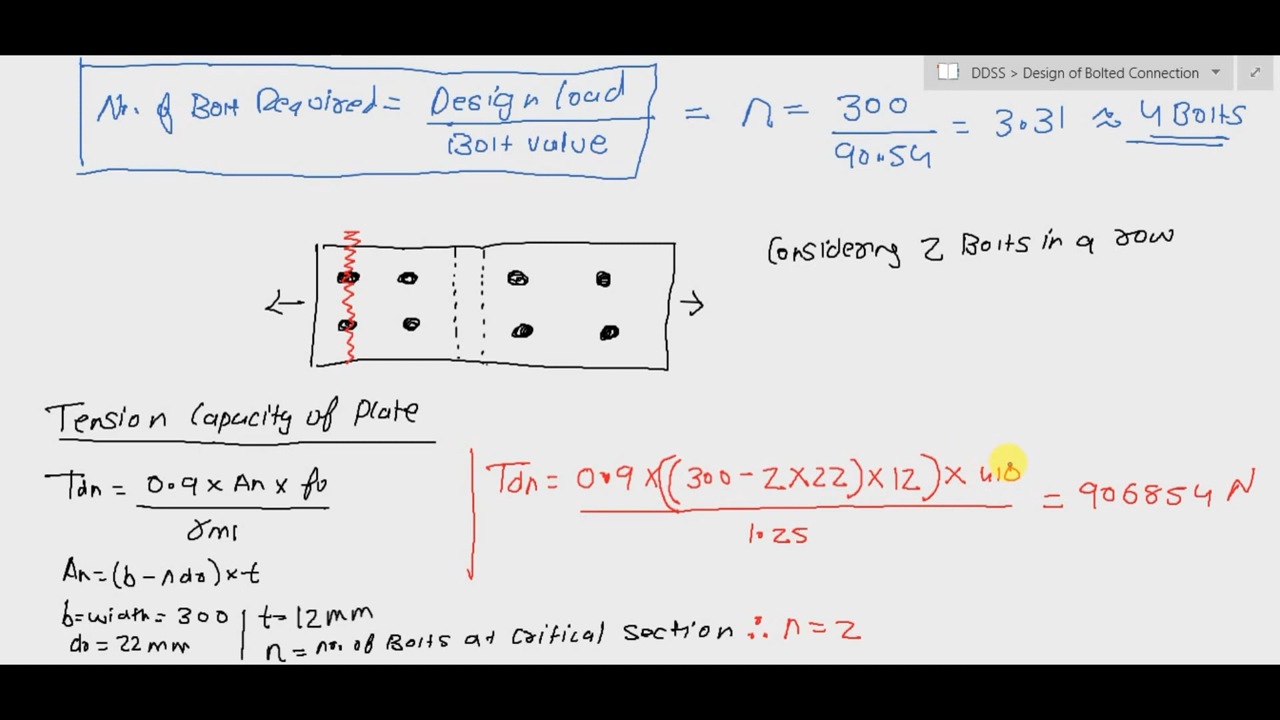 DDSS > Design of Bolted Connection
No. of Bolt Required = Design load / Bolt value = n = 300 / 90.54 = 3.31 ≈ 4 Bolts
Considering 2 Bolts in a row
Tension Capacity of Plate
Tdn = 0.9 × An × fu / γm1
Tdn = 0.9 × ((300 - 2 × 22) × 12) × 410 / 1.25 = 906854 N
An = (b - n do) × t
b = width = 300 | t = 12 mm
do = 22 mm | n = no. of Bolts at critical section ∴ n = 2